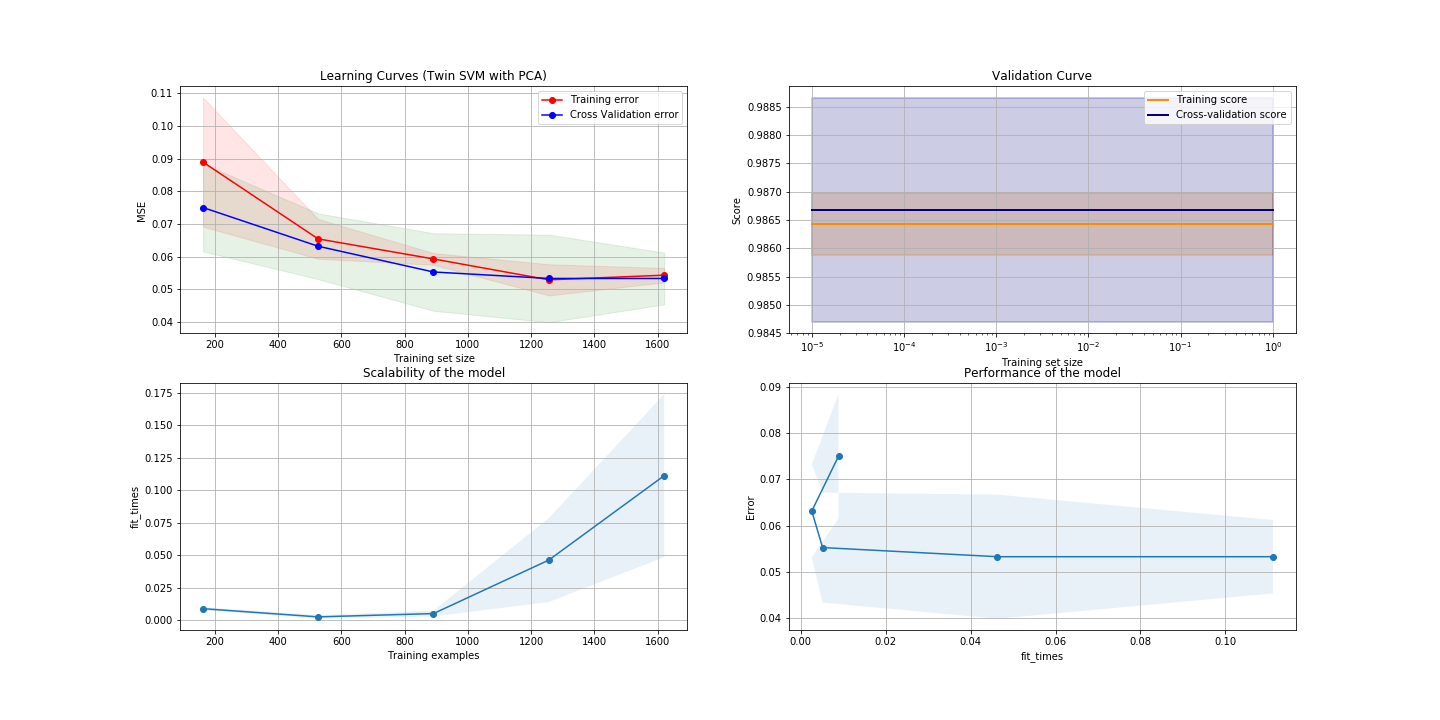 Learning Curves (Twin SVM with PCA)
MSE
0.11
0.10
0.09
0.08
0.07
0.06
0.05
0.04
Training error
Cross Validation error
200 400 600 800 1000 1200 1400 1600
Training set size
Validation Curve
Score
0.9885
0.9880
0.9875
0.9870
0.9865
0.9860
0.9855
0.9850
0.9845
Training score
Cross-validation score
10⁻⁵ 10⁻⁴ 10⁻³ 10⁻² 10⁻¹ 10⁰
Training set size
Scalability of the model
fit_times
0.175
0.150
0.125
0.100
0.075
0.050
0.025
0.000
200 400 600 800 1000 1200 1400 1600
Training examples
Performance of the model
Error
0.09
0.08
0.07
0.06
0.05
0.04
0.00 0.02 0.04 0.06 0.08 0.10
fit_times